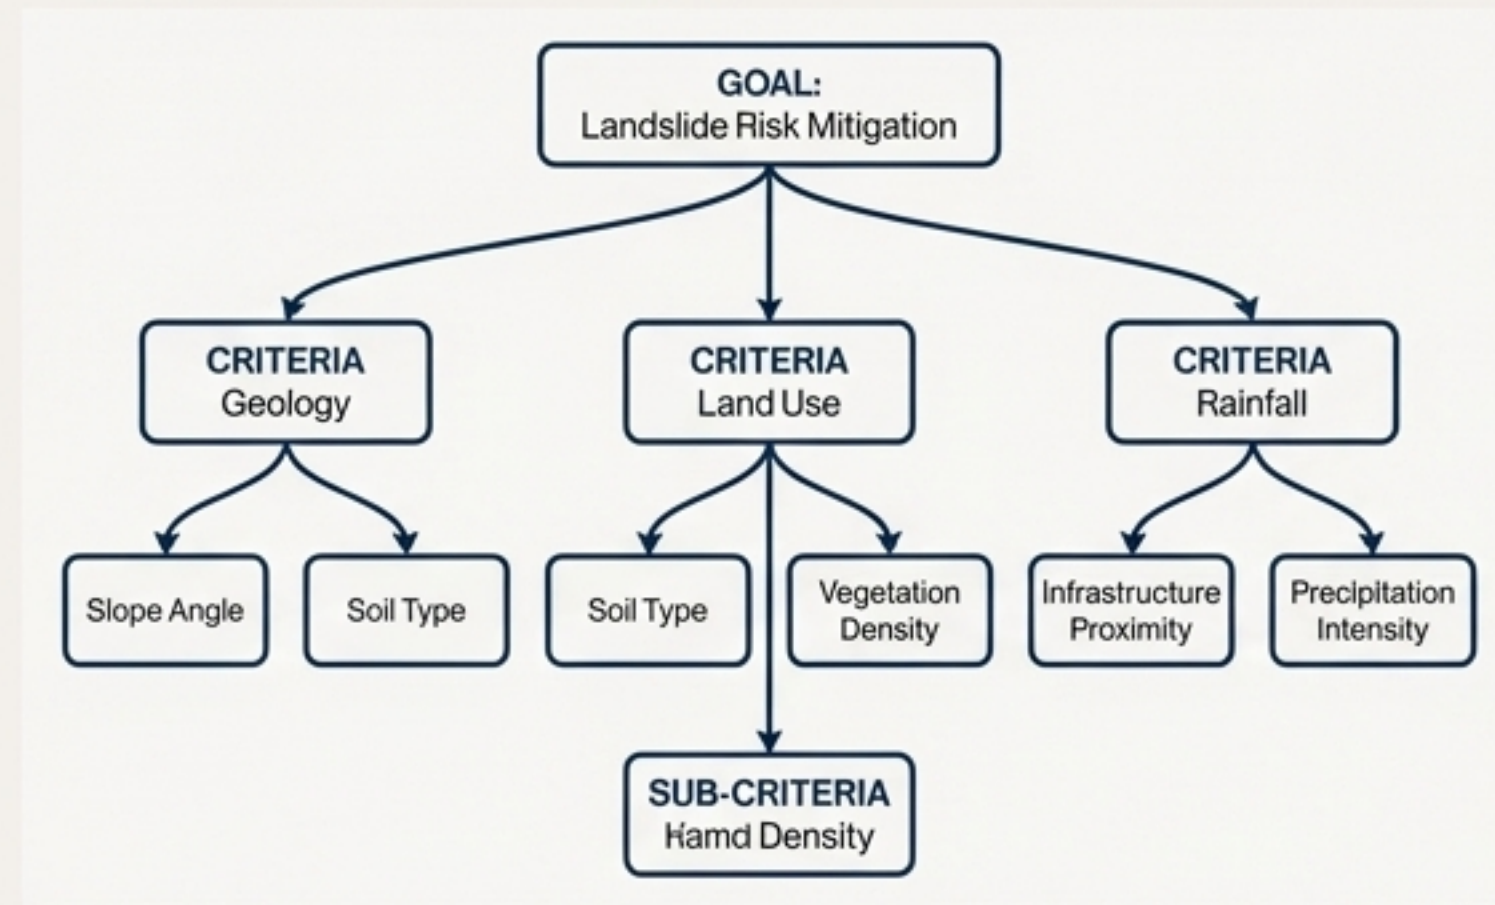 GOAL:
Landslide Risk Mitigation
CRITERIA
Geology
CRITERIA
Land Use
CRITERIA
Rainfall
Slope Angle
Soil Type
Soil Type
Vegetation
Density
Infrastructure
Proximity
Precipitation
Intensity
SUB-CRITERIA
Density